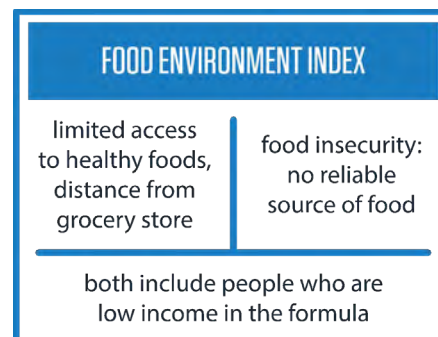 FOOD ENVIRONMENT INDEX
limited access
to healthy foods,
distance from
grocery store
food insecurity:
no reliable
source of food
both include people who are
low income in the formula